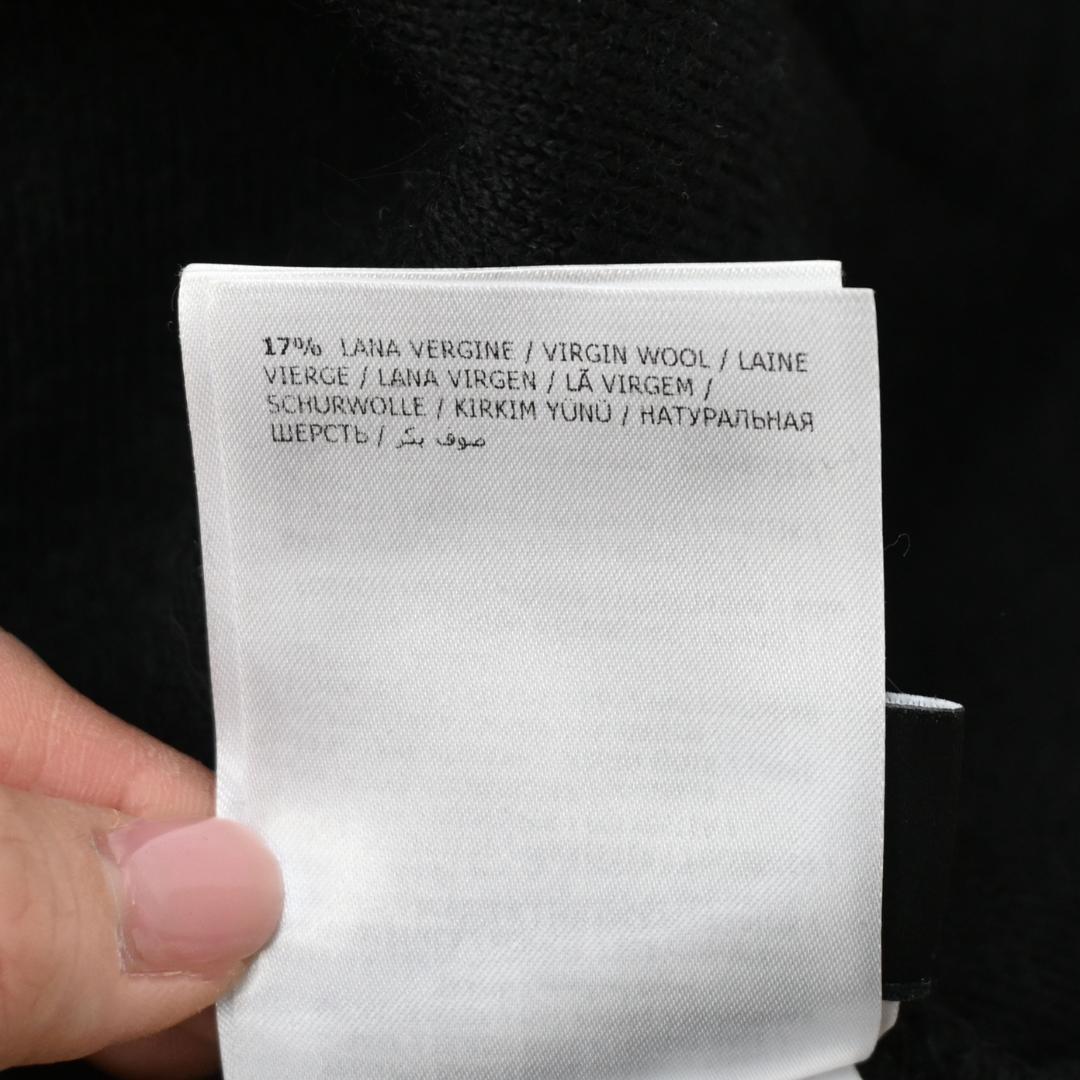 17% LANA VERGINE / VIRGIN WOOL / LAINE
VIERGE / LANA VIRGEN / LÃ VIRGEM /
SCHURWOLLE / KIRKIM YÜNÜ / НАТУРАЛЬНАЯ
ШЕРСТЬ / صوف بكر